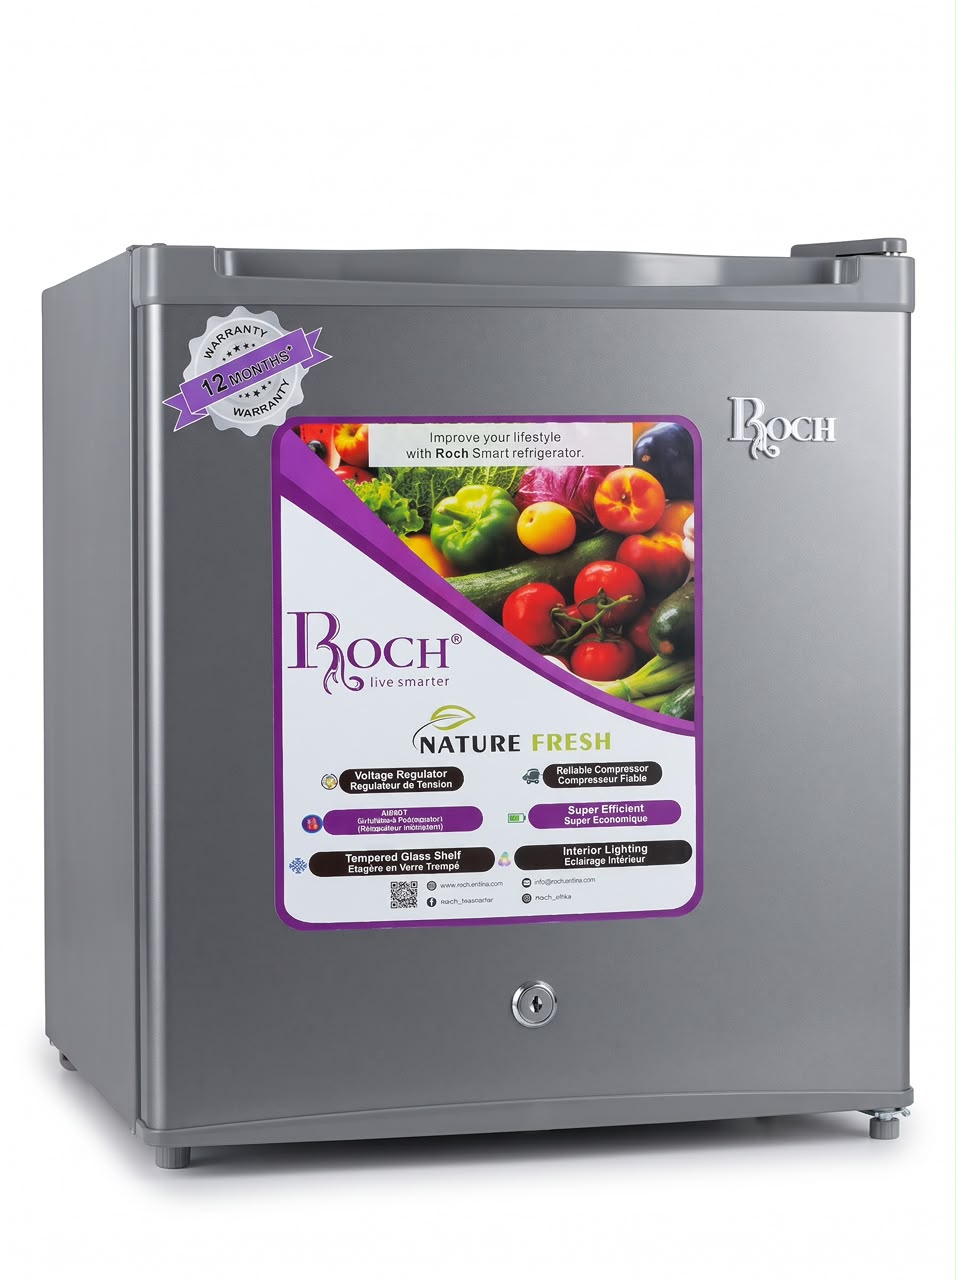 WARRANTY
12 MONTHS*
WARRANTY
ROCH
Improve your lifestyle
with Roch Smart refrigerator.
ROCH®
live smarter
NATURE FRESH
Voltage Regulator
Regulateur de Tension
Reliable Compressor
Compresseur Fiable
Super Efficient
Super Economique
Tempered Glass Shelf
Etagère en Verre Trempé
Interior Lighting
Eclairage Intérieur